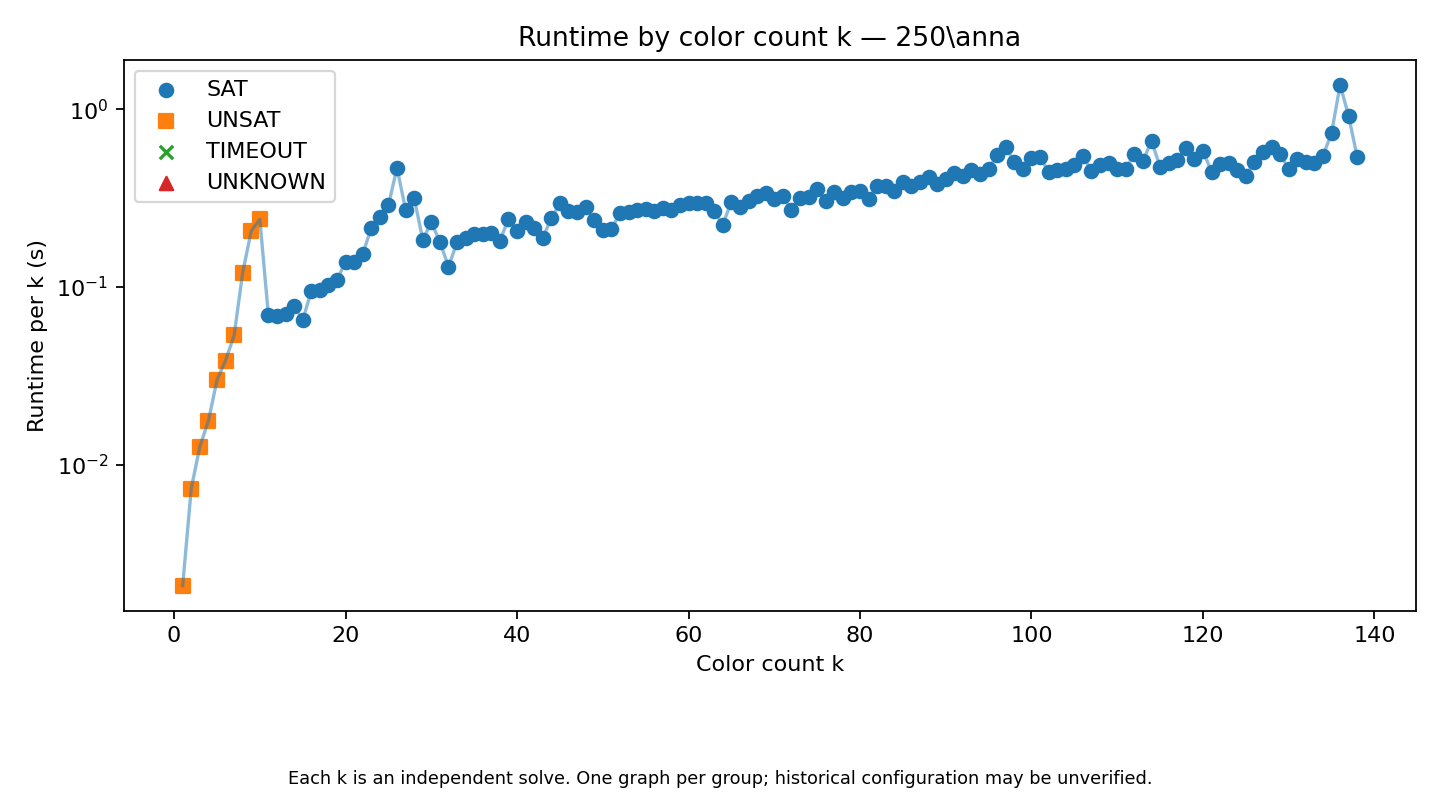 Runtime by color count k — 250\anna
SAT
UNSAT
TIMEOUT
UNKNOWN
Runtime per k (s)
10⁰
10⁻¹
10⁻²
0 20 40 60 80 100 120 140
Color count k
Each k is an independent solve. One graph per group; historical configuration may be unverified.